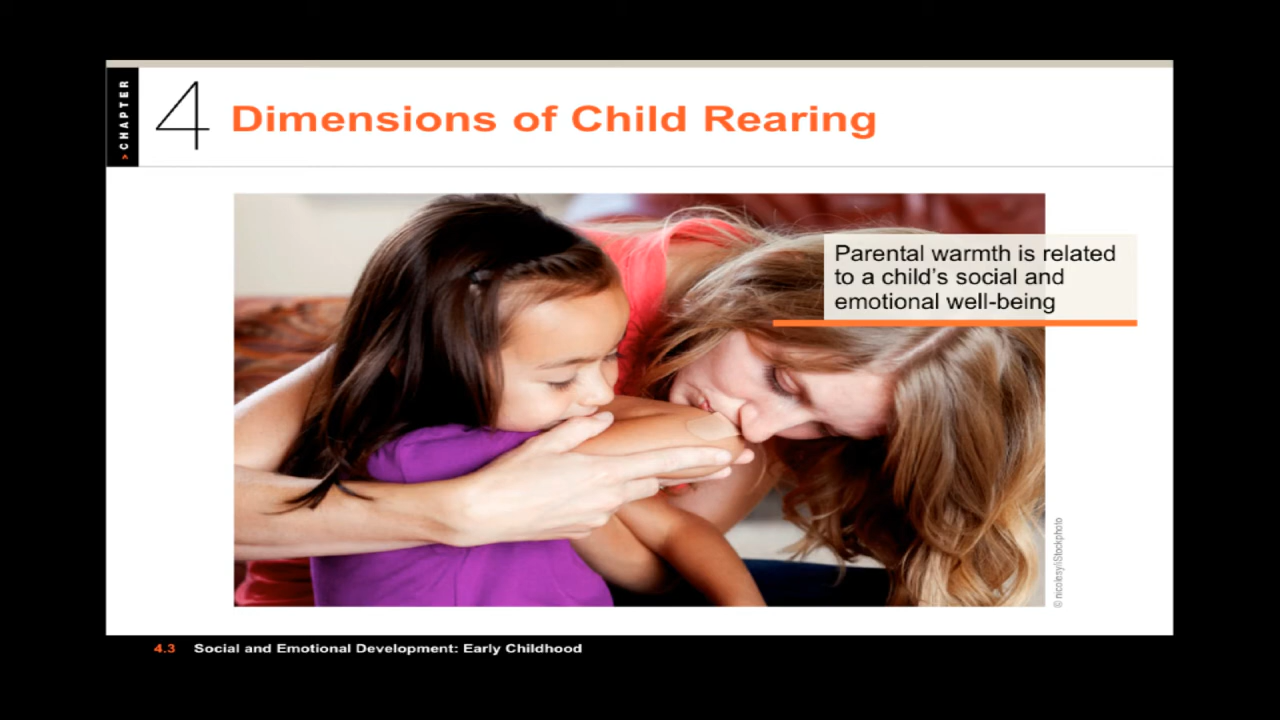 > CHAPTER
4
Dimensions of Child Rearing
Parental warmth is related
to a child’s social and
emotional well-being
© nicolesy/iStockphoto
4.3 Social and Emotional Development: Early Childhood